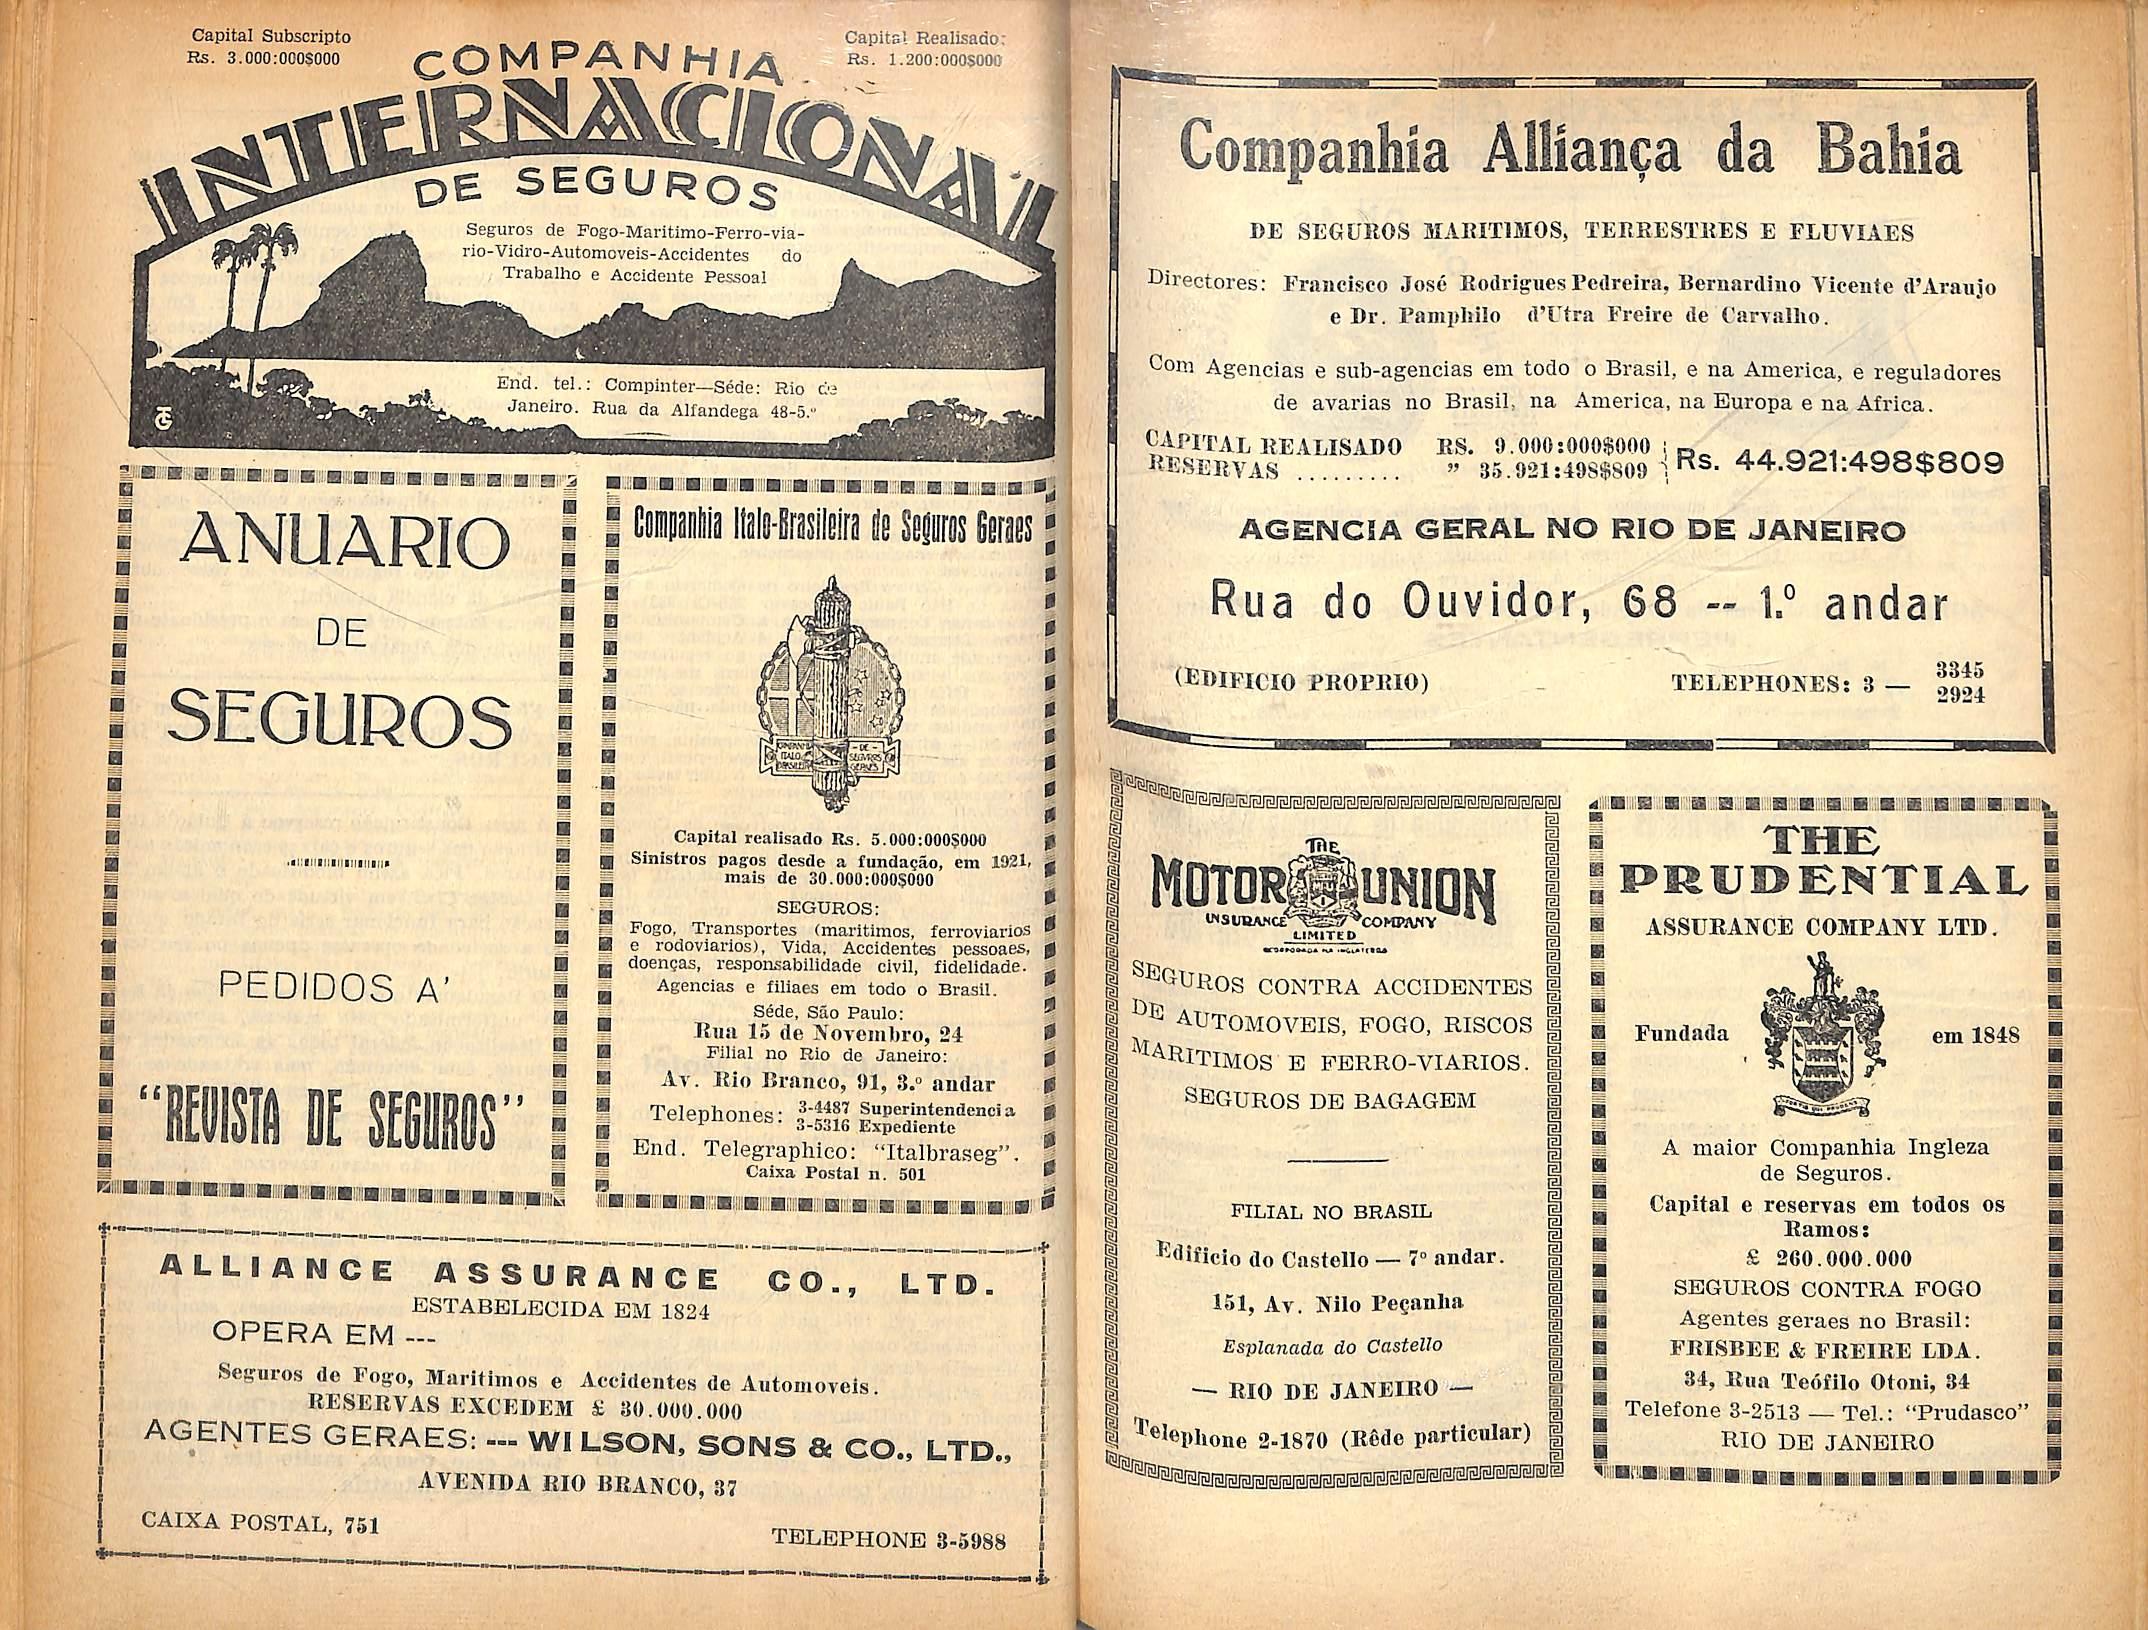 Capital Subscripto
Rs. 3.000:000$000
Capital Realisado:
Rs. 1.200:000$000
COMPANHIA
INTERNACIONAL
DE SEGUROS
Seguros de Fogo-Maritimo-Ferro-via-
rio-Vidro-Automoveis-Accidentes do
Trabalho e Accidente Pessoal
End. tel.: Compinter—Séde: Rio de
Janeiro. Rua da Alfandega 48-5.º
ANUARIO
DE
SEGUROS
PEDIDOS A'
“REVISTA DE SEGUROS”
Companhia Italo-Brasileira de Seguros Geraes
COMPANHIA
ITALO
BRASILEIRA
- DE -
SEGVROS
GERAES
Capital realisado Rs. 5.000:000$000
Sinistros pagos desde a fundação, em 1921,
mais de 30.000:000$000
SEGUROS:
Fogo, Transportes (maritimos, ferroviarios
e rodoviarios), Vida, Accidentes pessoaes,
doenças, responsabilidade civil, fidelidade.
Agencias e filiaes em todo o Brasil.
Séde, São Paulo:
Rua 15 de Novembro, 24
Filial no Rio de Janeiro:
Av. Rio Branco, 91, 3.º andar
Telephones: 3-4487 Superintendencia
3-5316 Expediente
End. Telegraphico: “Italbraseg”.
Caixa Postal n. 501
ALLIANCE ASSURANCE CO., LTD.
ESTABELECIDA EM 1824
OPERA EM ---
Seguros de Fogo, Maritimos e Accidentes de Automoveis.
RESERVAS EXCEDEM £ 30.000.000
AGENTES GERAES: --- WILSON, SONS & CO., LTD.,
AVENIDA RIO BRANCO, 37
CAIXA POSTAL, 751
TELEPHONE 3-5988
Companhia Alliança da Bahia
DE SEGUROS MARITIMOS, TERRESTRES E FLUVIAES
Directores: Francisco José Rodrigues Pedreira, Bernardino Vicente d'Araujo
e Dr. Pamphilo d'Utra Freire de Carvalho.
Com Agencias e sub-agencias em todo o Brasil, e na America, e reguladores
de avarias no Brasil, na America, na Europa e na Africa.
CAPITAL REALISADO RS. 9.000:000$000
RESERVAS ......... ” 35.921:498$809
Rs. 44.921:498$809
AGENCIA GERAL NO RIO DE JANEIRO
Rua do Ouvidor, 68 -- 1.º andar
(EDIFICIO PROPRIO)
TELEPHONES: 3 — 3345
2924
THE
MOTOR UNION
INSURANCE COMPANY
LIMITED
SEGUROS CONTRA ACCIDENTES
DE AUTOMOVEIS, FOGO, RISCOS
MARITIMOS E FERRO-VIARIOS.
SEGUROS DE BAGAGEM
FILIAL NO BRASIL
Edificio do Castello — 7º andar.
151, Av. Nilo Peçanha
Esplanada do Castello
— RIO DE JANEIRO —
Telephone 2-1870 (Rêde particular)
THE
PRUDENTIAL
ASSURANCE COMPANY LTD.
Fundada em 1848
A maior Companhia Ingleza
de Seguros.
Capital e reservas em todos os
Ramos:
£ 260.000.000
SEGUROS CONTRA FOGO
Agentes geraes no Brasil:
FRISBEE & FREIRE LDA.
34, Rua Teófilo Otoni, 34
Telefone 3-2513 — Tel.: “Prudasco”
RIO DE JANEIRO